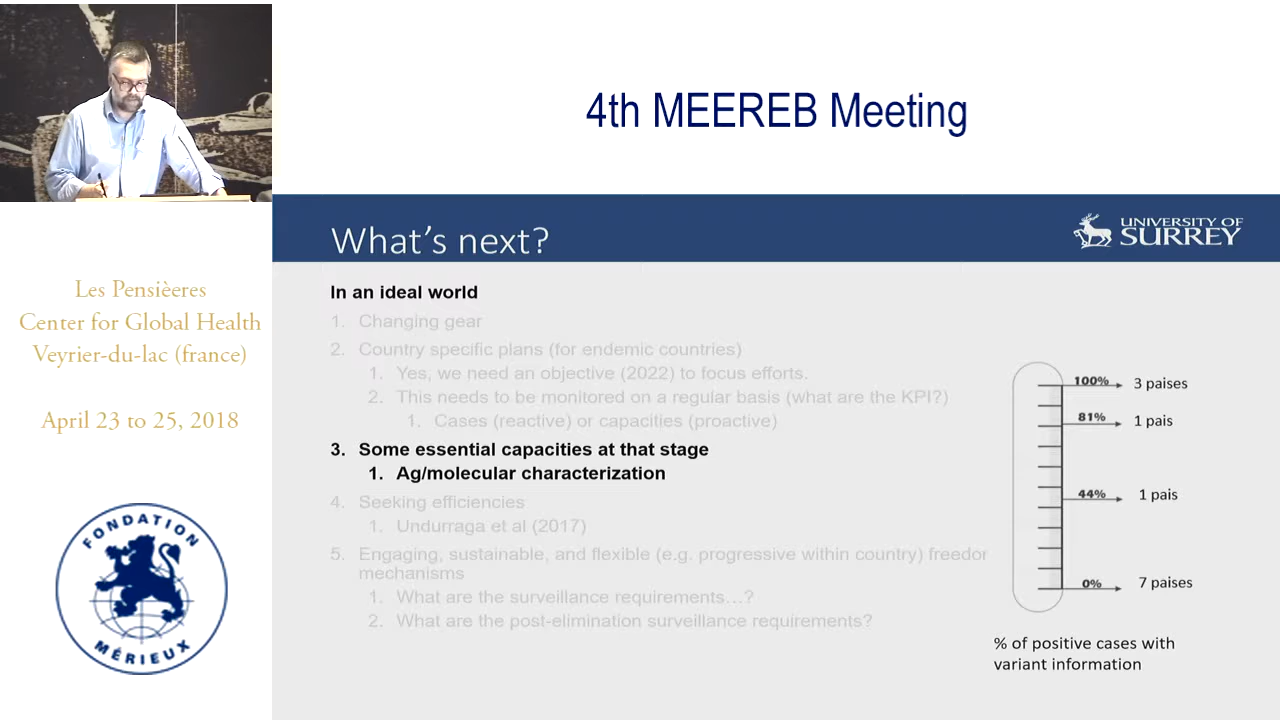 4th MEEREB Meeting
What's next?
UNIVERSITY OF
SURREY
Les Pensièeres
Center for Global Health
Veyrier-du-lac (france)
April 23 to 25, 2018
FONDATION
MÉRIEUX
In an ideal world
1. Changing gear
2. Country specific plans (for endemic countries)
1. Yes, we need an objective (2022) to focus efforts.
2. This needs to be monitored on a regular basis (what are the KPI?)
1. Cases (reactive) or capacities (proactive)
3. Some essential capacities at that stage
1. Ag/molecular characterization
4. Seeking efficiencies
1. Undurraga et al (2017)
5. Engaging, sustainable, and flexible (e.g. progressive within country) freedor
mechanisms
1. What are the surveillance requirements…?
2. What are the post-elimination surveillance requirements?
100% 3 paises
81% 1 pais
44% 1 pais
0% 7 paises
% of positive cases with
variant information